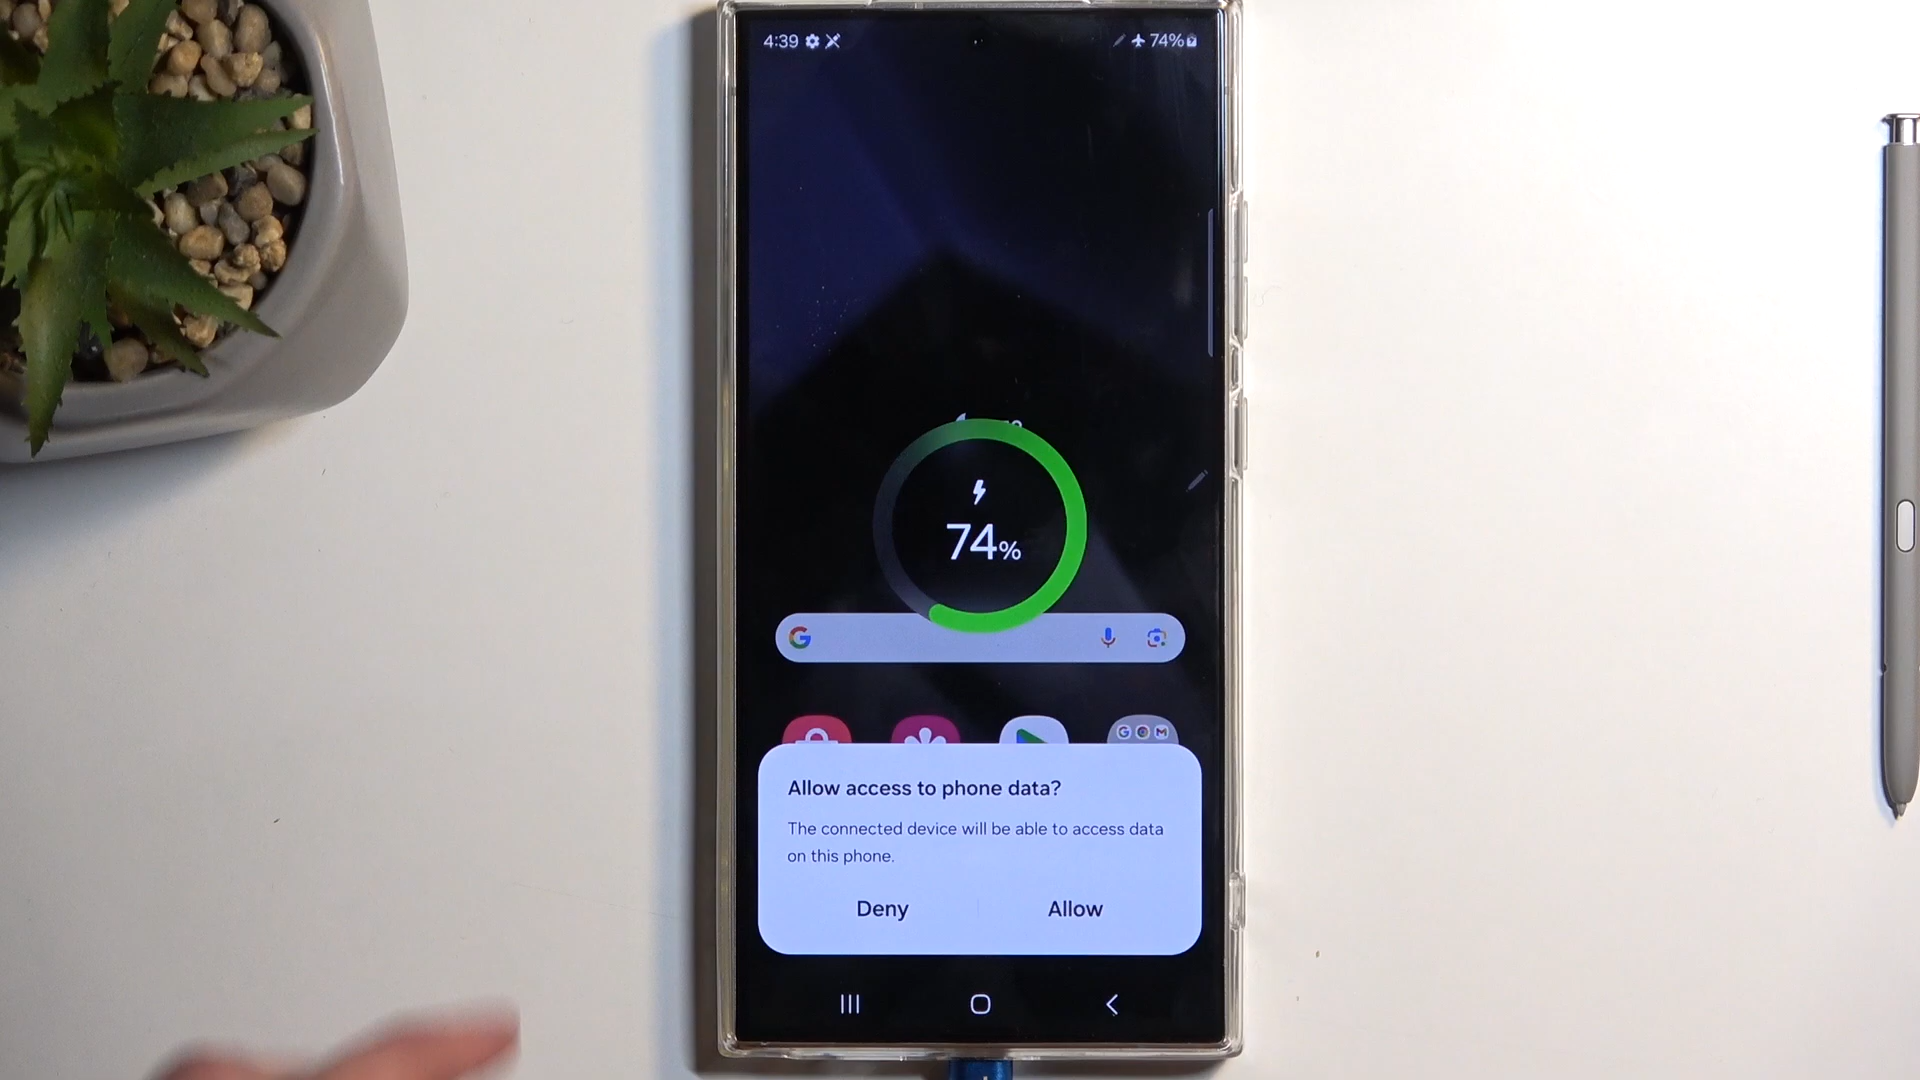 4:39 74%
74%
Allow access to phone data?
The connected device will be able to access data
on this phone.
Deny Allow